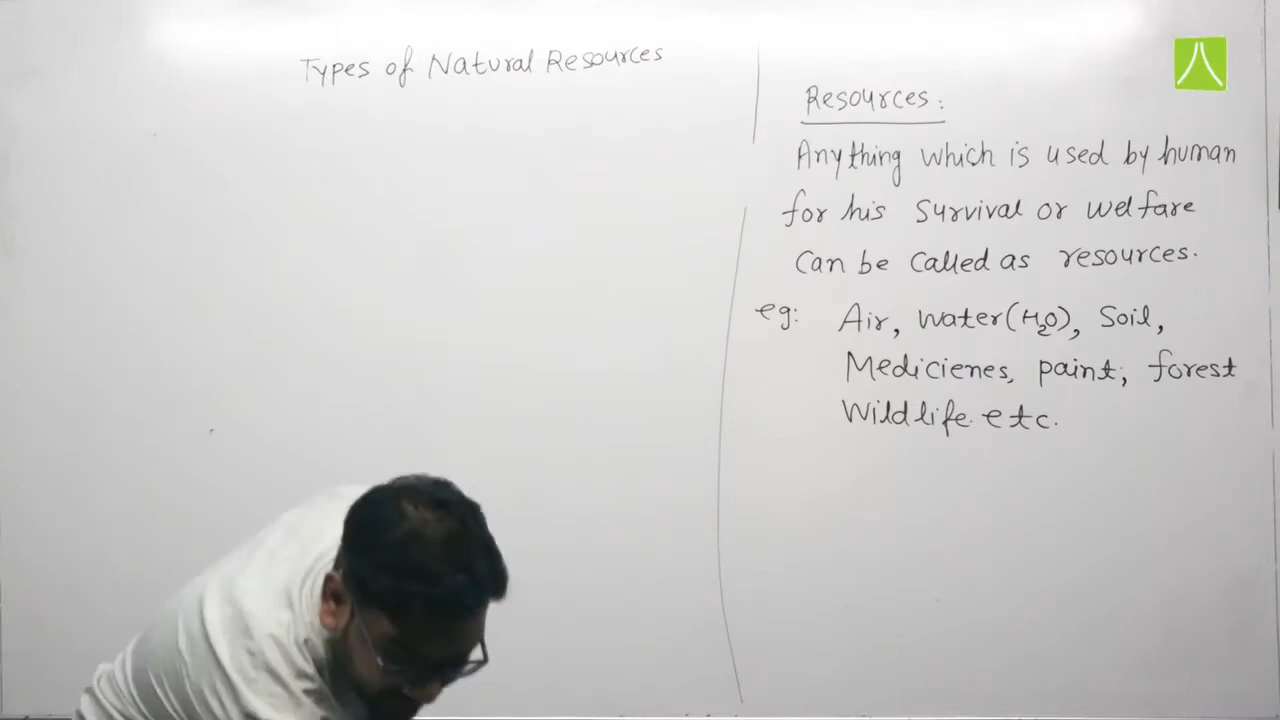 Types of Natural Resources
Resources:
Anything which is used by human
for his survival or welfare
can be called as resources.
eg: Air, water(H₂O), Soil,
Mediciens, paint, forest
Wildlife. etc.